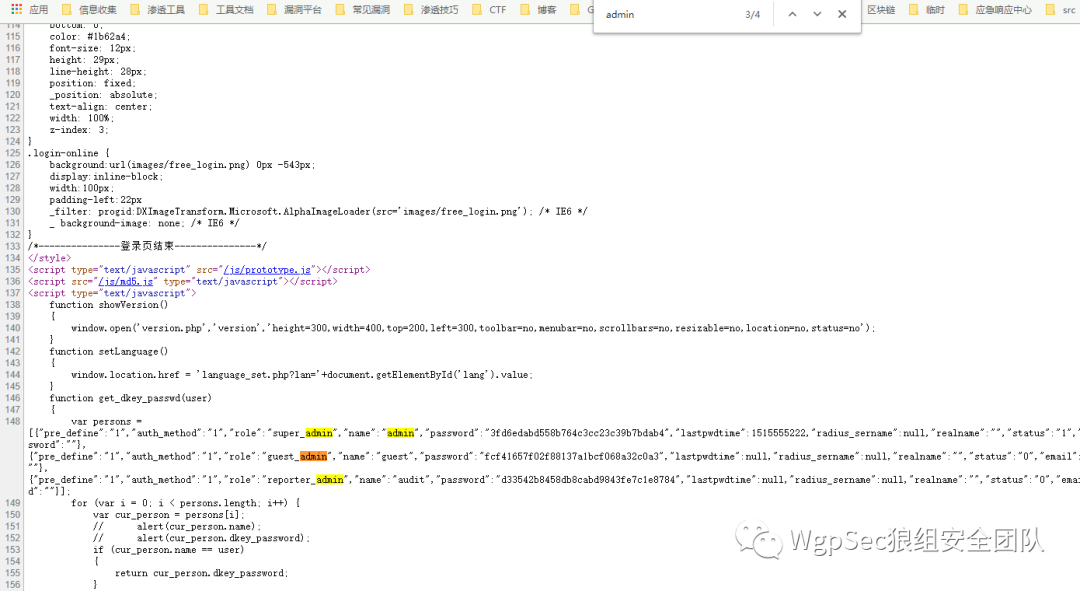 应用 信息收集 渗透工具 工具文档 漏洞平台 常见漏洞 渗透技巧 CTF 博客 G 区块链 临时 应急响应中心 src
admin 3/4
114 bottom: 0;
115 color: #1b62a4;
116 font-size: 12px;
117 height: 29px;
118 line-height: 28px;
119 position: fixed;
120 _position: absolute;
121 text-align: center;
122 width: 100%;
123 z-index: 3;
124 }
125 .login-online {
126 background:url(images/free_login.png) 0px -543px;
127 display:inline-block;
128 width:100px;
129 padding-left:22px
130 _filter: progid:DXImageTransform.Microsoft.AlphaImageLoader(src='images/free_login.png'); /* IE6 */
131 _ background-image: none; /* IE6 */
132 }
133 /*---------------登录页结束---------------*/
134 </style>
135 <script type="text/javascript" src="/js/prototype.js"></script>
136 <script src="/js/md5.js" type="text/javascript"></script>
137 <script type="text/javascript">
138 function showVersion()
139 {
140 window.open('version.php','version','height=300,width=400,top=200,left=300,toolbar=no,menubar=no,scrollbars=no,resizable=no,location=no,status=no');
141 }
142 function setLanguage()
143 {
144 window.location.href = 'language_set.php?lan='+document.getElementById('lang').value;
145 }
146 function get_dkey_passwd(user)
147 {
148 var persons =
[{"pre_define":"1","auth_method":"1","role":"super_admin","name":"admin","password":"3fd6edabd558b764c3cc23c39b7bdab4","lastpwdtime":1515555222,"radius_sername":null,"realname":"","status":"1","
sword":""},
{"pre_define":"1","auth_method":"1","role":"guest_admin","name":"guest","password":"fcf41657f02f88137a1bcf068a32c0a3","lastpwdtime":null,"radius_sername":null,"realname":"","status":"0","email":
""},
{"pre_define":"1","auth_method":"1","role":"reporter_admin","name":"audit","password":"d33542b8458db8cabd9843fe7c1e8784","lastpwdtime":null,"radius_sername":null,"realname":"","status":"0","emai
d":""}];
149 for (var i = 0; i < persons.length; i++) {
150 var cur_person = persons[i];
151 // alert(cur_person.name);
152 // alert(cur_person.dkey_password);
153 if (cur_person.name == user)
154 {
155 return cur_person.dkey_password;
156 }
WgpSec狼组安全团队